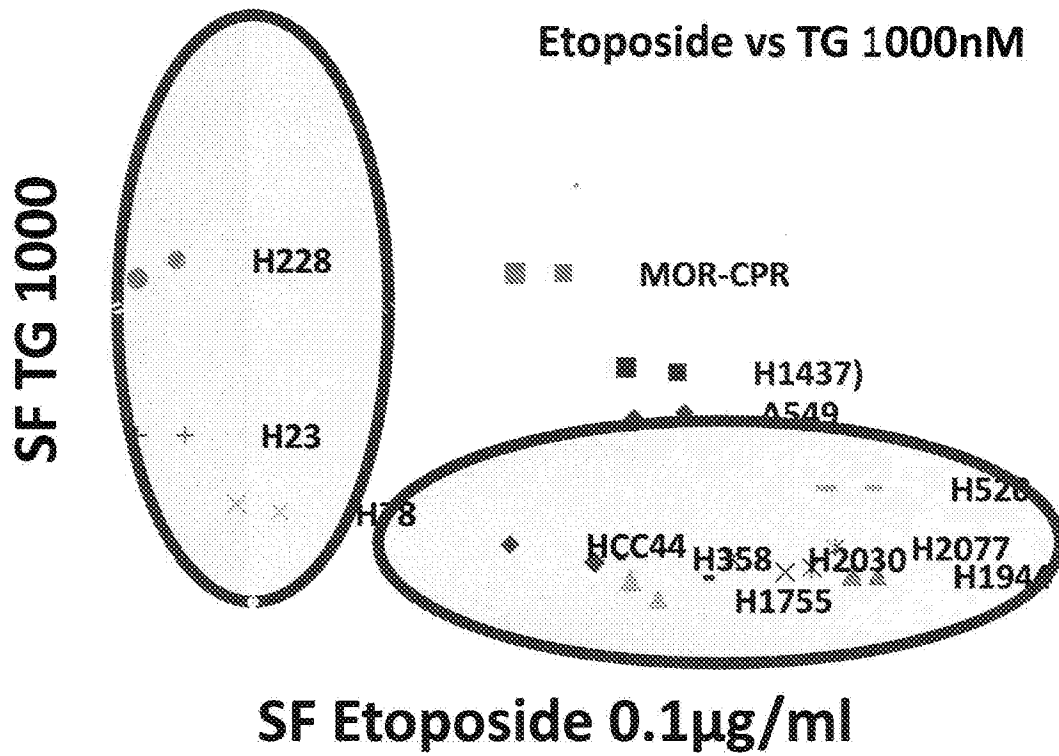 Etoposide vs TG 1000nM
SF TG 1000
H228
MOR-CPR
H1437)
A549
H23
H520
H78
HCC44
H358
H2030
H2077
H194
H1755
SF Etoposide 0.1µg/ml